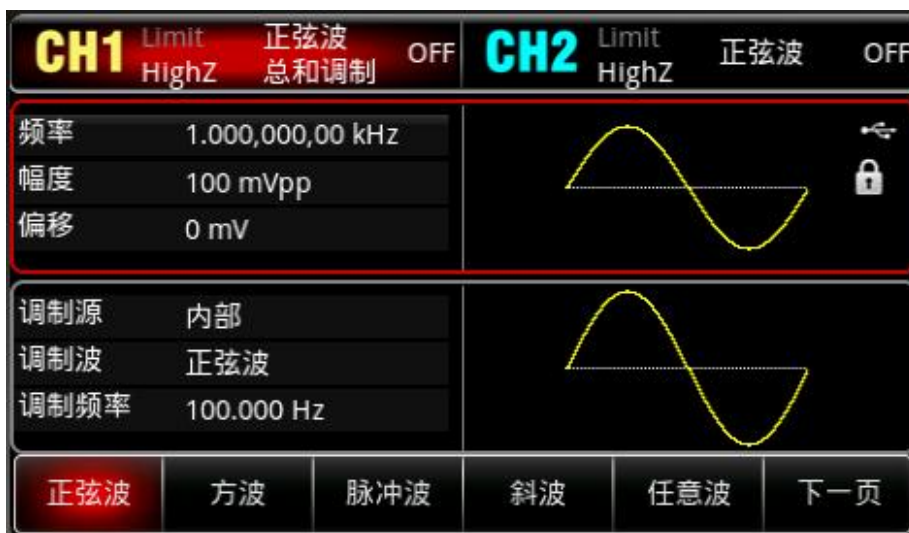 CH1 Limit 正弦波 OFF CH2 Limit 正弦波 OFF
HighZ 总和调制 HighZ
频率 1.000,000,00 kHz
幅度 100 mVpp
偏移 0 mV
调制源 内部
调制波 正弦波
调制频率 100.000 Hz
正弦波 方波 脉冲波 斜波 任意波 下一页